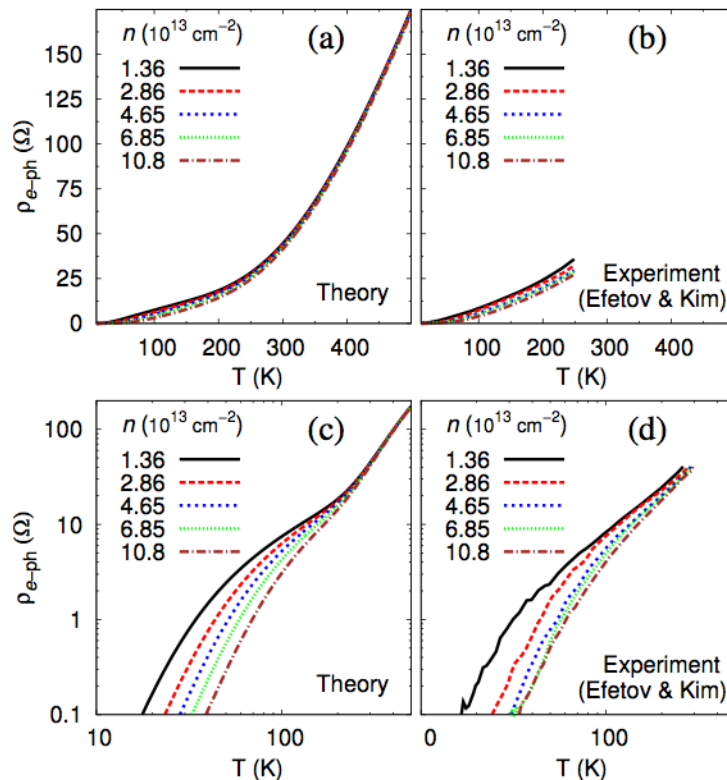 n (10¹³ cm⁻²)
(a)
1.36
2.86
4.65
6.85
10.8
Theory
ρe–ph (Ω)
150
125
100
75
50
25
0
100 200 300 400
T (K)
n (10¹³ cm⁻²)
(b)
1.36
2.86
4.65
6.85
10.8
Experiment
(Efetov & Kim)
0 100 200 300 400
T (K)
n (10¹³ cm⁻²)
(c)
1.36
2.86
4.65
6.85
10.8
Theory
ρe–ph (Ω)
100
10
1
0.1
10 100
T (K)
n (10¹³ cm⁻²)
(d)
1.36
2.86
4.65
6.85
10.8
Experiment
(Efetov & Kim)
0 100
T (K)